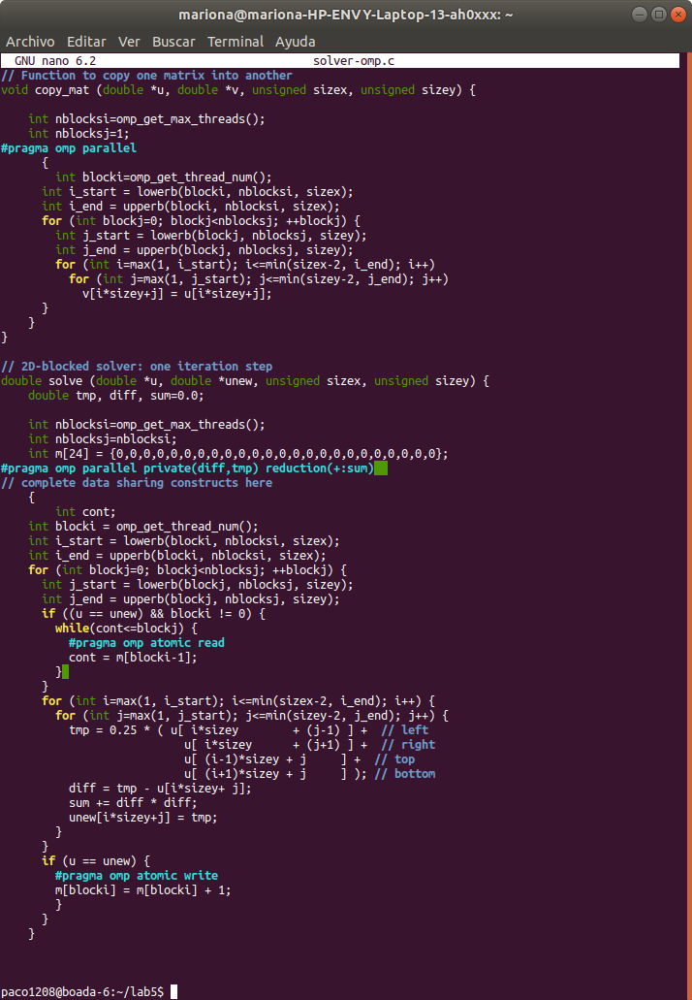 mariona@mariona-HP-ENVY-Laptop-13-ah0xxx: ~
Archivo Editar Ver Buscar Terminal Ayuda
GNU nano 6.2 solver-omp.c
// Function to copy one matrix into another
void copy_mat (double *u, double *v, unsigned sizex, unsigned sizey) {
    int nblocksi=omp_get_max_threads();
    int nblocksj=1;
#pragma omp parallel
      {
        int blocki=omp_get_thread_num();
      int i_start = lowerb(blocki, nblocksi, sizex);
      int i_end = upperb(blocki, nblocksi, sizex);
      for (int blockj=0; blockj<nblocksj; ++blockj) {
        int j_start = lowerb(blockj, nblocksj, sizey);
        int j_end = upperb(blockj, nblocksj, sizey);
        for (int i=max(1, i_start); i<=min(sizex-2, i_end); i++)
          for (int j=max(1, j_start); j<=min(sizey-2, j_end); j++)
            v[i*sizey+j] = u[i*sizey+j];
      }
    }
}
// 2D-blocked solver: one iteration step
double solve (double *u, double *unew, unsigned sizex, unsigned sizey) {
    double tmp, diff, sum=0.0;
    int nblocksi=omp_get_max_threads();
    int nblocksj=nblocksi;
    int m[24] = {0,0,0,0,0,0,0,0,0,0,0,0,0,0,0,0,0,0,0,0,0,0,0,0};
#pragma omp parallel private(diff,tmp) reduction(+:sum)
// complete data sharing constructs here
    {
        int cont;
    int blocki = omp_get_thread_num();
    int i_start = lowerb(blocki, nblocksi, sizex);
    int i_end = upperb(blocki, nblocksi, sizex);
    for (int blockj=0; blockj<nblocksj; ++blockj) {
      int j_start = lowerb(blockj, nblocksj, sizey);
      int j_end = upperb(blockj, nblocksj, sizey);
      if ((u == unew) && blocki != 0) {
        while(cont<=blockj) {
          #pragma omp atomic read
          cont = m[blocki-1];
        }
      }
      for (int i=max(1, i_start); i<=min(sizex-2, i_end); i++) {
        for (int j=max(1, j_start); j<=min(sizey-2, j_end); j++) {
          tmp = 0.25 * ( u[ i*sizey        + (j-1) ] +  // left
                           u[ i*sizey      + (j+1) ] +  // right
                           u[ (i-1)*sizey + j     ] +  // top
                           u[ (i+1)*sizey + j     ] ); // bottom
          diff = tmp - u[i*sizey+ j];
          sum += diff * diff;
          unew[i*sizey+j] = tmp;
        }
      }
      if (u == unew) {
        #pragma omp atomic write
        m[blocki] = m[blocki] + 1;
        }
      }
    }
paco1208@boada-6:~/lab5$